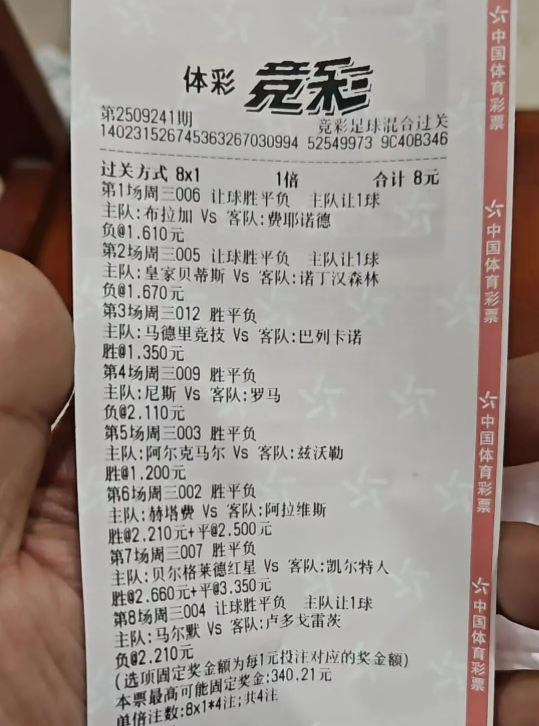 体彩 竞彩
第2509241期 竞彩足球混合过关
140231526745363267030994 52549973 9C40B346
过关方式 8x1 1倍 合计 8元
第1场周三006 让球胜平负 主队让1球
主队:布拉加 Vs 客队:费耶诺德
负@1.610元
第2场周三005 让球胜平负 主队让1球
主队:皇家贝蒂斯 Vs 客队:诺丁汉森林
负@1.670元
第3场周三012 胜平负
主队:马德里竞技 Vs 客队:巴列卡诺
胜@1.350元
第4场周三009 胜平负
主队:尼斯 Vs 客队:罗马
负@2.110元
第5场周三003 胜平负
主队:阿尔克马尔 Vs 客队:兹沃勒
胜@1.200元
第6场周三002 胜平负
主队:赫塔费 Vs 客队:阿拉维斯
胜@2.210元+平@2.500元
第7场周三007 胜平负
主队:贝尔格莱德红星 Vs 客队:凯尔特人
胜@2.660元+平@3.350元
第8场周三004 让球胜平负 主队让1球
主队:马尔默 Vs 客队:卢多戈雷茨
负@2.210元
(选项固定奖金额为每1元投注对应的奖金额)
本票最高可能固定奖金:340.21元
单倍注数:8x1*4注;共4注
中国体育彩票
中国体育彩票
中国体育彩票
中国体育彩票